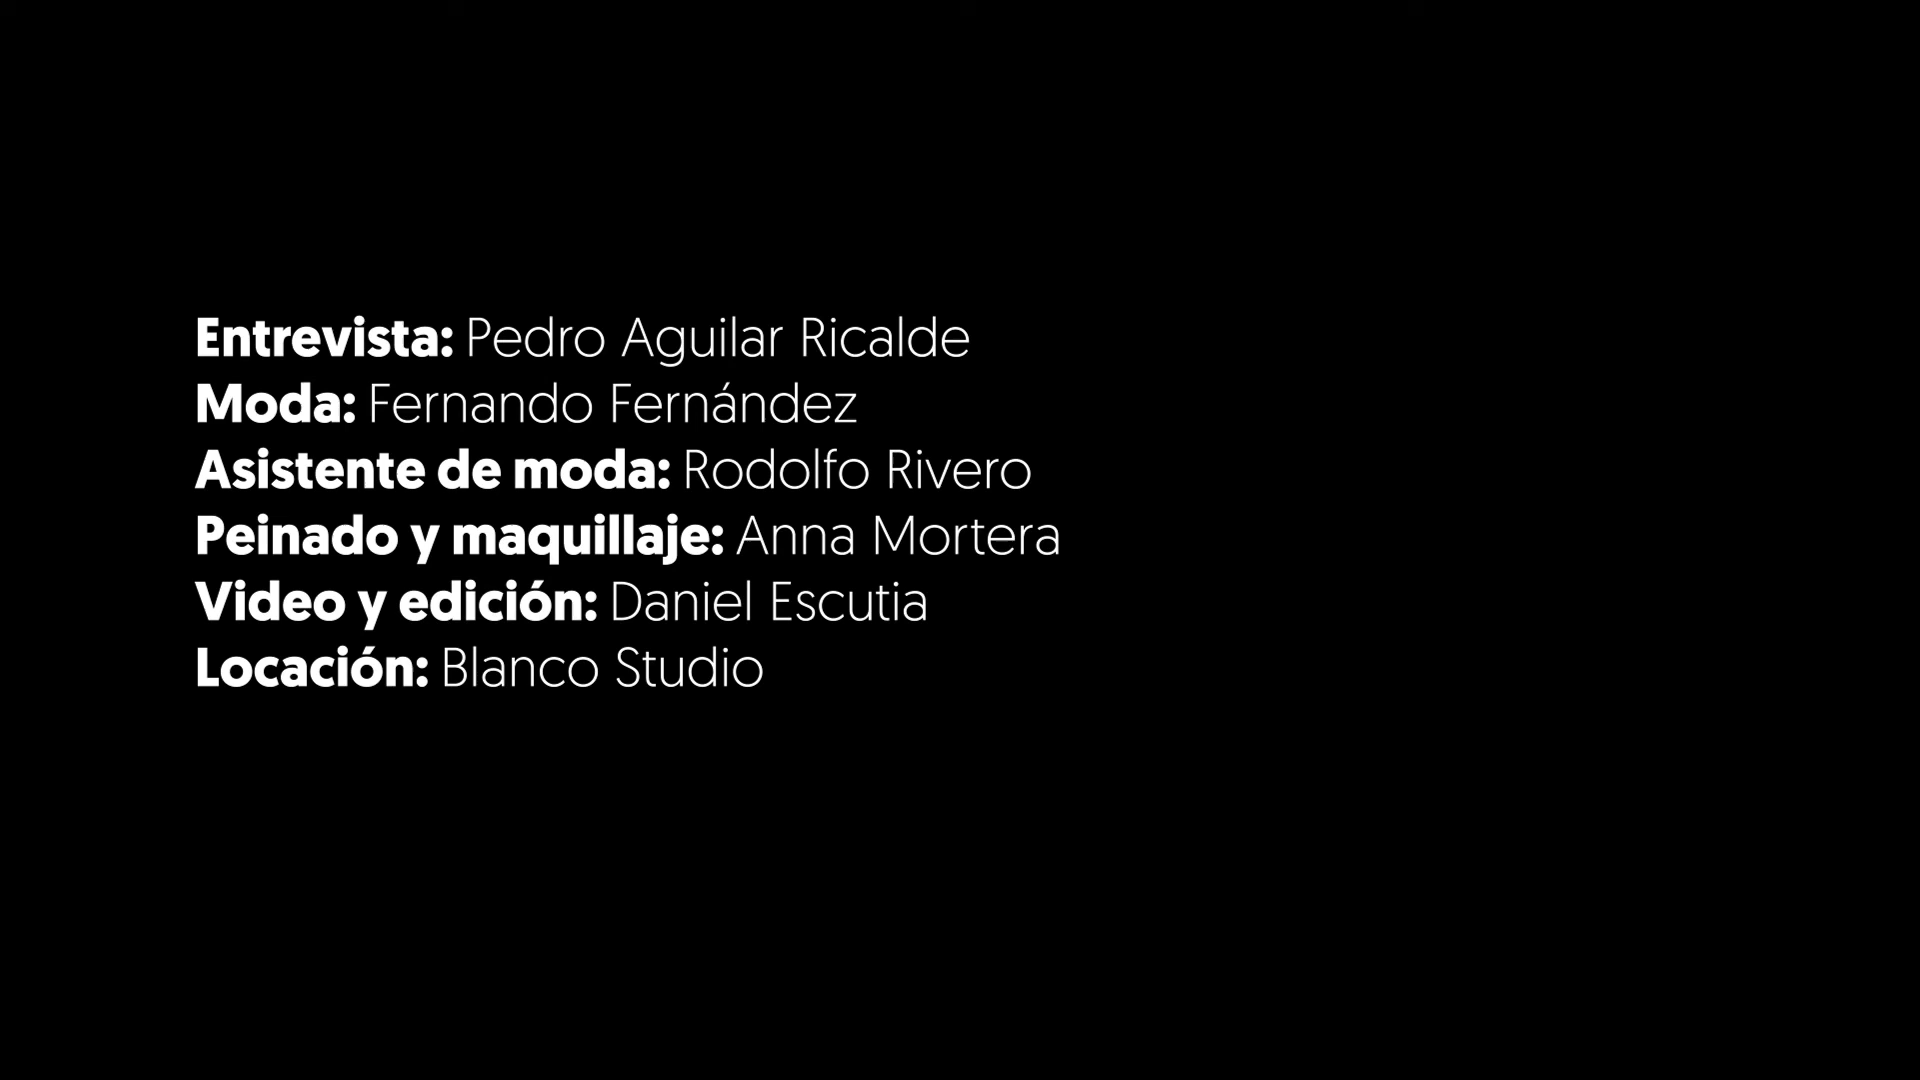 Entrevista: Pedro Aguilar Ricalde
Moda: Fernando Fernández
Asistente de moda: Rodolfo Rivero
Peinado y maquillaje: Anna Mortera
Video y edición: Daniel Escutia
Locación: Blanco Studio